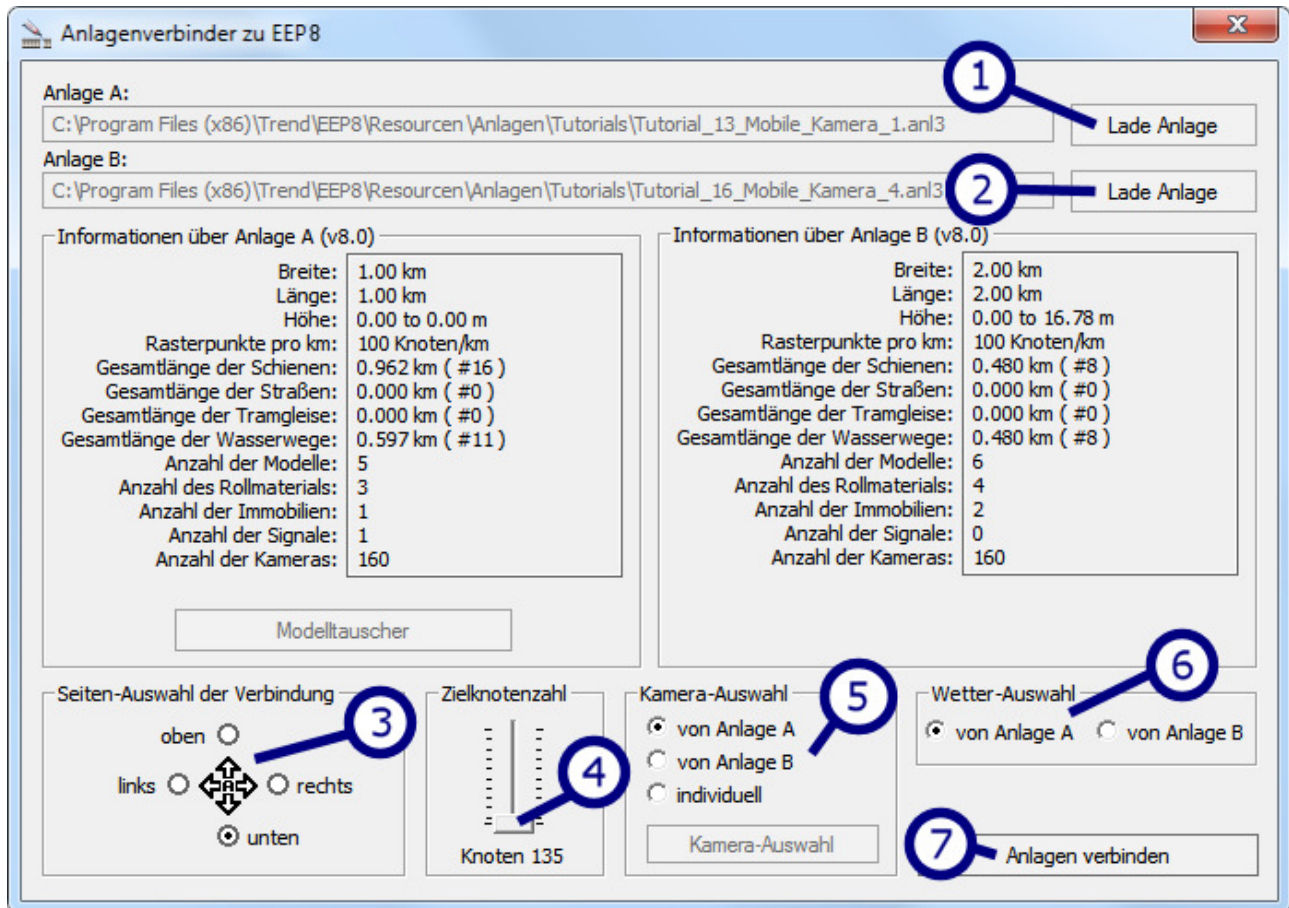 Anlagenverbinder zu EEP8
Anlage A:
C:\Program Files (x86)\Trend\EEP8\Resourcen\Anlagen\Tutorials\Tutorial_13_Mobile_Kamera_1.anl3
1
Lade Anlage
Anlage B:
C:\Program Files (x86)\Trend\EEP8\Resourcen\Anlagen\Tutorials\Tutorial_16_Mobile_Kamera_4.anl3
2
Lade Anlage
Informationen über Anlage A (v8.0)
Breite: 1.00 km
Länge: 1.00 km
Höhe: 0.00 to 0.00 m
Rasterpunkte pro km: 100 Knoten/km
Gesamtlänge der Schienen: 0.962 km ( #16 )
Gesamtlänge der Straßen: 0.000 km ( #0 )
Gesamtlänge der Tramgleise: 0.000 km ( #0 )
Gesamtlänge der Wasserwege: 0.597 km ( #11 )
Anzahl der Modelle: 5
Anzahl des Rollmaterials: 3
Anzahl der Immobilien: 1
Anzahl der Signale: 1
Anzahl der Kameras: 160
Modelltauscher
Informationen über Anlage B (v8.0)
Breite: 2.00 km
Länge: 2.00 km
Höhe: 0.00 to 16.78 m
Rasterpunkte pro km: 100 Knoten/km
Gesamtlänge der Schienen: 0.480 km ( #8 )
Gesamtlänge der Straßen: 0.000 km ( #0 )
Gesamtlänge der Tramgleise: 0.000 km ( #0 )
Gesamtlänge der Wasserwege: 0.480 km ( #8 )
Anzahl der Modelle: 6
Anzahl des Rollmaterials: 4
Anzahl der Immobilien: 2
Anzahl der Signale: 0
Anzahl der Kameras: 160
Seiten-Auswahl der Verbindung
3
oben
links
A
rechts
unten
Zielknotenzahl
4
Knoten 135
Kamera-Auswahl
5
von Anlage A
von Anlage B
individuell
Kamera-Auswahl
Wetter-Auswahl
6
von Anlage A
von Anlage B
7
Anlagen verbinden